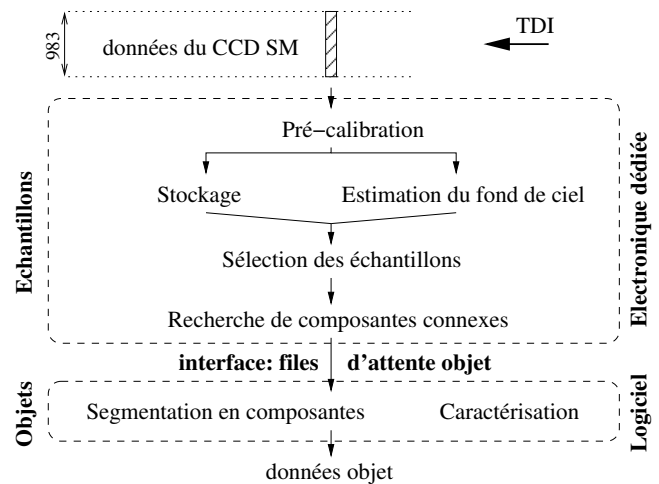 983
données du CCD SM
TDI
Pré−calibration
Stockage
Estimation du fond de ciel
Sélection des échantillons
Recherche de composantes connexes
Echantillons
Electronique dédiée
interface: files d'attente objet
Segmentation en composantes
Caractérisation
Objets
Logiciel
données objet